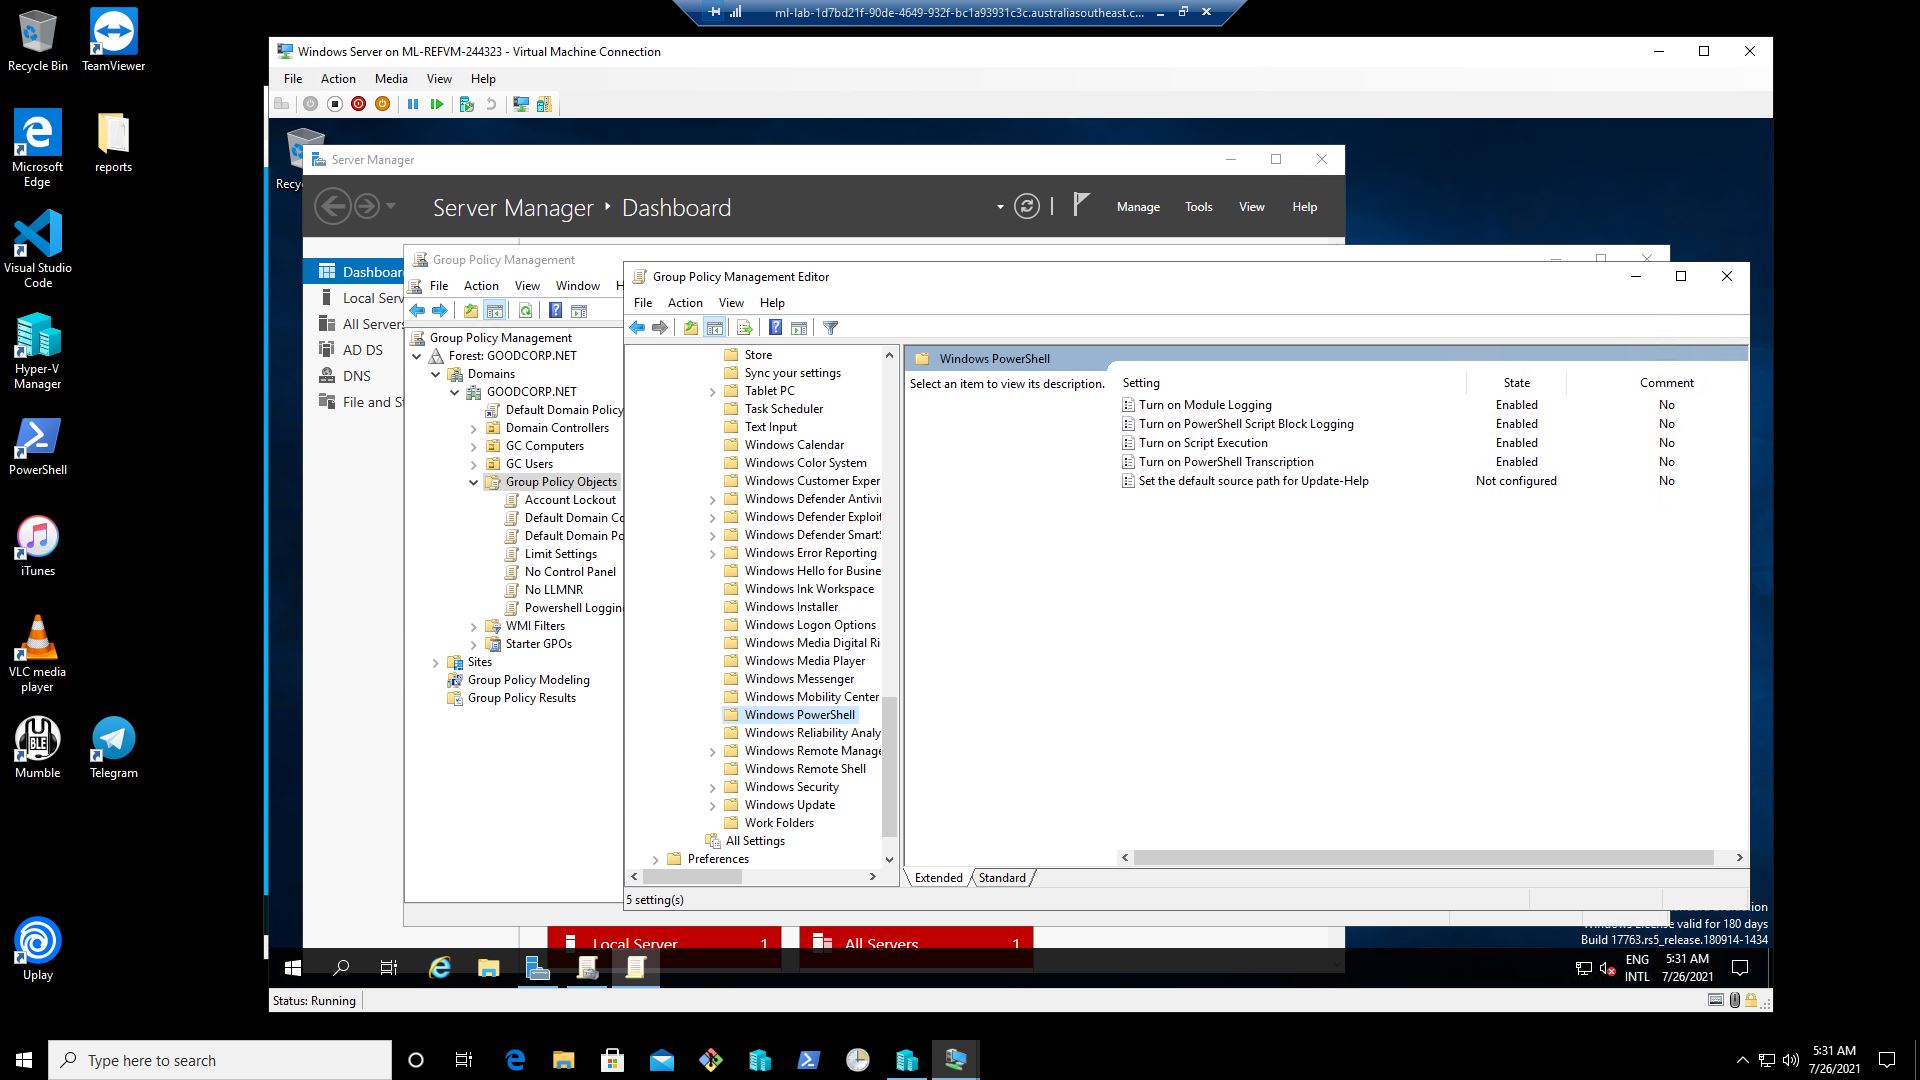 ml-lab-1d7bd21f-90de-4649-932f-bc1a93931c3c.australiasoutheast.c...
Recycle Bin
TeamViewer
Microsoft Edge
reports
Visual Studio Code
Hyper-V Manager
PowerShell
iTunes
VLC media player
Mumble
Telegram
Uplay
Windows Server on ML-REFVM-244323 - Virtual Machine Connection
File Action Media View Help
Recyc
Server Manager
Server Manager • Dashboard
Manage Tools View Help
Dashboar
Local Serv
All Servers
AD DS
DNS
File and St
Group Policy Management
File Action View Window H
Group Policy Management
Forest: GOODCORP.NET
Domains
GOODCORP.NET
Default Domain Policy
Domain Controllers
GC Computers
GC Users
Group Policy Objects
Account Lockout
Default Domain Co
Default Domain Po
Limit Settings
No Control Panel
No LLMNR
Powershell Logging
WMI Filters
Starter GPOs
Sites
Group Policy Modeling
Group Policy Results
Group Policy Management Editor
File Action View Help
Store
Sync your settings
Tablet PC
Task Scheduler
Text Input
Windows Calendar
Windows Color System
Windows Customer Exper
Windows Defender Antivir
Windows Defender Exploit
Windows Defender SmartS
Windows Error Reporting
Windows Hello for Busine
Windows Ink Workspace
Windows Installer
Windows Logon Options
Windows Media Digital Ri
Windows Media Player
Windows Messenger
Windows Mobility Center
Windows PowerShell
Windows Reliability Analy
Windows Remote Manage
Windows Remote Shell
Windows Security
Windows Update
Work Folders
All Settings
Preferences
Windows PowerShell
Select an item to view its description.
Setting State Comment
Turn on Module Logging Enabled No
Turn on PowerShell Script Block Logging Enabled No
Turn on Script Execution Enabled No
Turn on PowerShell Transcription Enabled No
Set the default source path for Update-Help Not configured No
Extended Standard
5 setting(s)
Local Server 1
All Servers 1
Windows License valid for 180 days
Build 17763.rs5_release.180914-1434
ENG
INTL
5:31 AM
7/26/2021
Status: Running
Type here to search
5:31 AM
7/26/2021